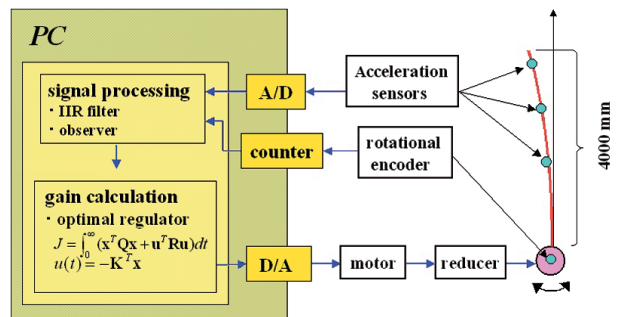 PC
signal processing
・IIR filter
・observer
A/D
Acceleration
sensors
counter
rotational
encoder
gain calculation
・optimal regulator
J = ∫₀^∞ (xᵀQx + uᵀRu)dt
u(t) = −Kᵀx
D/A
motor
reducer
4000 mm